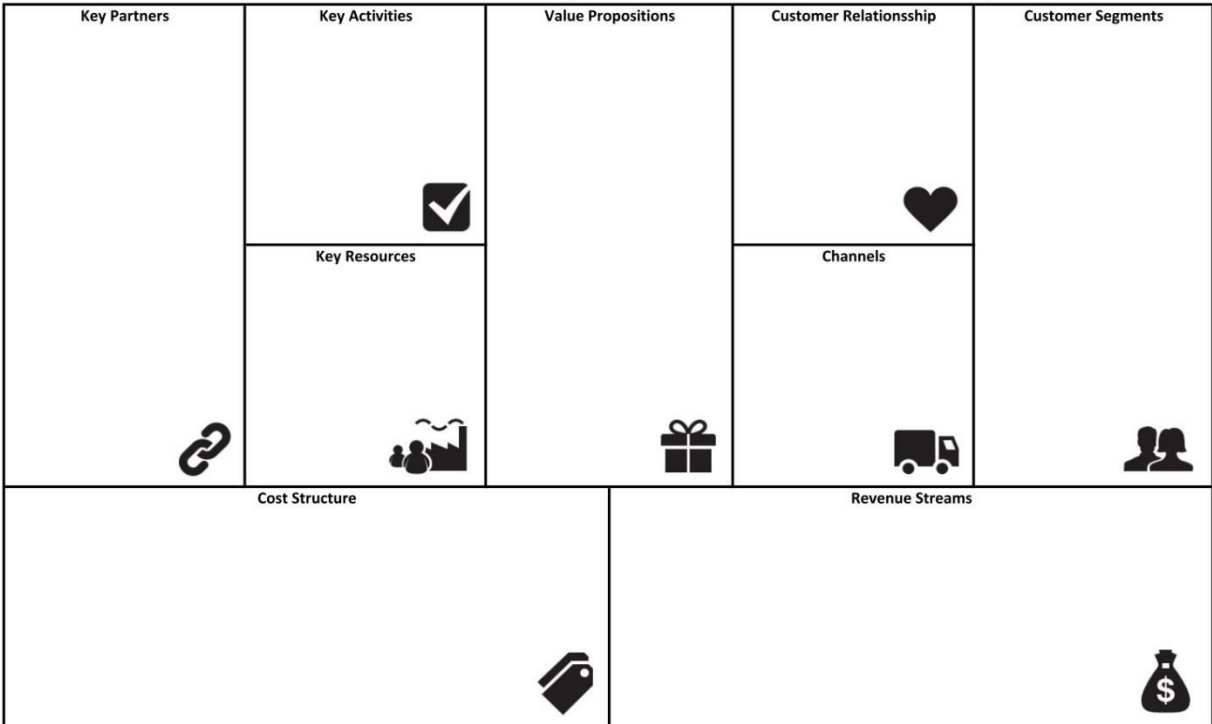 Key Partners
Key Activities
Value Propositions
Customer Relationsship
Customer Segments
Key Resources
Channels
Cost Structure
Revenue Streams
$